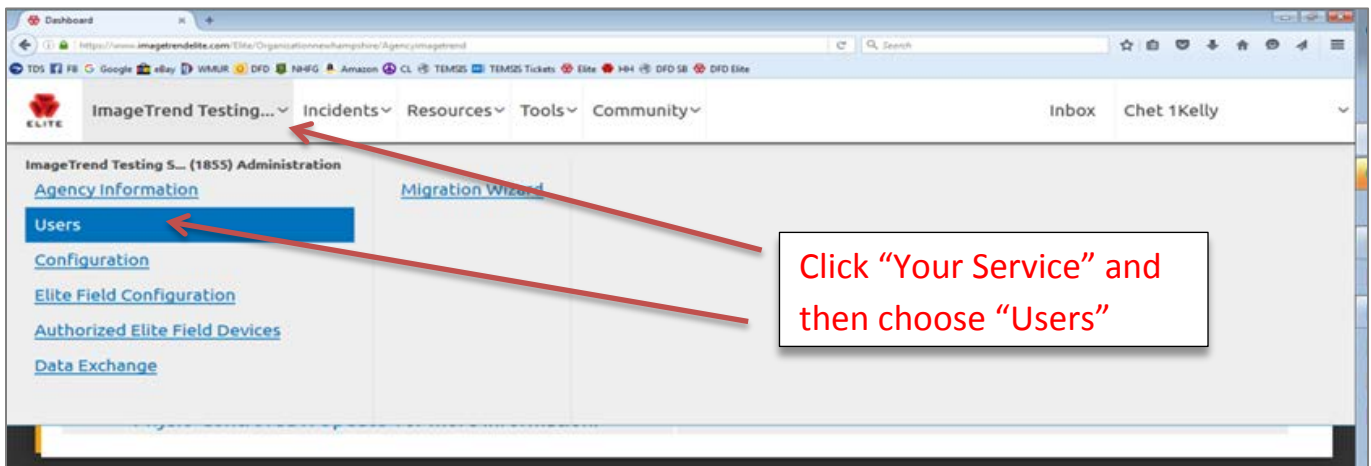 Dashboard × +
https://www.imagetrendelite.com/Elite/Organizationnewhampshire/Agencyimagetrend Search
TDS FB Google eBay WMUR DFD NHFG Amazon CL TEMSIS TEMSIS Tickets Elite HH DFD SB DFD Elite
ELITE ImageTrend Testing... Incidents Resources Tools Community Inbox Chet 1Kelly
ImageTrend Testing S... (1855) Administration
Agency Information Migration Wizard
Users
Configuration
Elite Field Configuration
Authorized Elite Field Devices
Data Exchange
Click “Your Service” and
then choose “Users”
for more information.